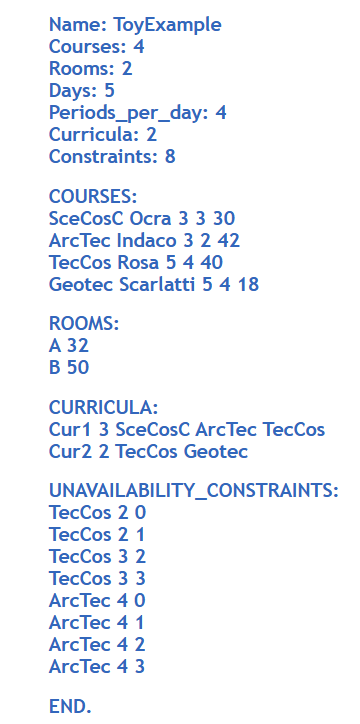 Name: ToyExample
Courses: 4
Rooms: 2
Days: 5
Periods_per_day: 4
Curricula: 2
Constraints: 8
COURSES:
SceCosC Ocra 3 3 30
ArcTec Indaco 3 2 42
TecCos Rosa 5 4 40
Geotec Scarlatti 5 4 18
ROOMS:
A 32
B 50
CURRICULA:
Cur1 3 SceCosC ArcTec TecCos
Cur2 2 TecCos Geotec
UNAVAILABILITY_CONSTRAINTS:
TecCos 2 0
TecCos 2 1
TecCos 3 2
TecCos 3 3
ArcTec 4 0
ArcTec 4 1
ArcTec 4 2
ArcTec 4 3
END.